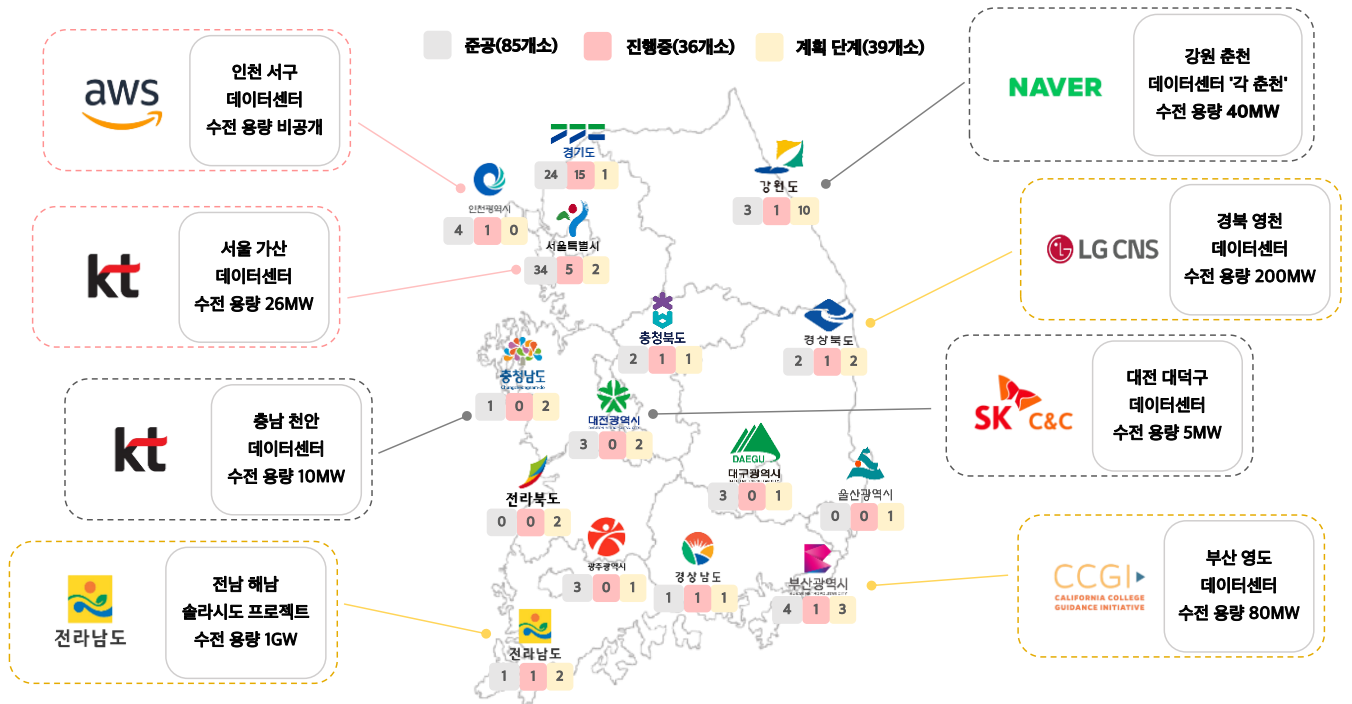 준공(85개소)
진행중(36개소)
계획 단계(39개소)
aws
인천 서구
데이터센터
수전 용량 비공개
kt
서울 가산
데이터센터
수전 용량 26MW
kt
충남 천안
데이터센터
수전 용량 10MW
전라남도
전남 해남
솔라시도 프로젝트
수전 용량 1GW
NAVER
강원 춘천
데이터센터 '각 춘천'
수전 용량 40MW
LG CNS
경북 영천
데이터센터
수전 용량 200MW
SK C&C
대전 대덕구
데이터센터
수전 용량 5MW
CCGI
CALIFORNIA COLLEGE
GUIDANCE INITIATIVE
부산 영도
데이터센터
수전 용량 80MW
경기도
24 15 1
인천광역시
4 1 0
서울특별시
34 5 2
강원도
3 1 10
충청북도
2 1 1
경상북도
2 1 2
충청남도
1 0 2
대전광역시
3 0 2
DAEGU
대구광역시
3 0 1
울산광역시
0 0 1
전라북도
0 0 2
광주광역시
3 0 1
경상남도
1 1 1
부산광역시
4 1 3
전라남도
1 1 2